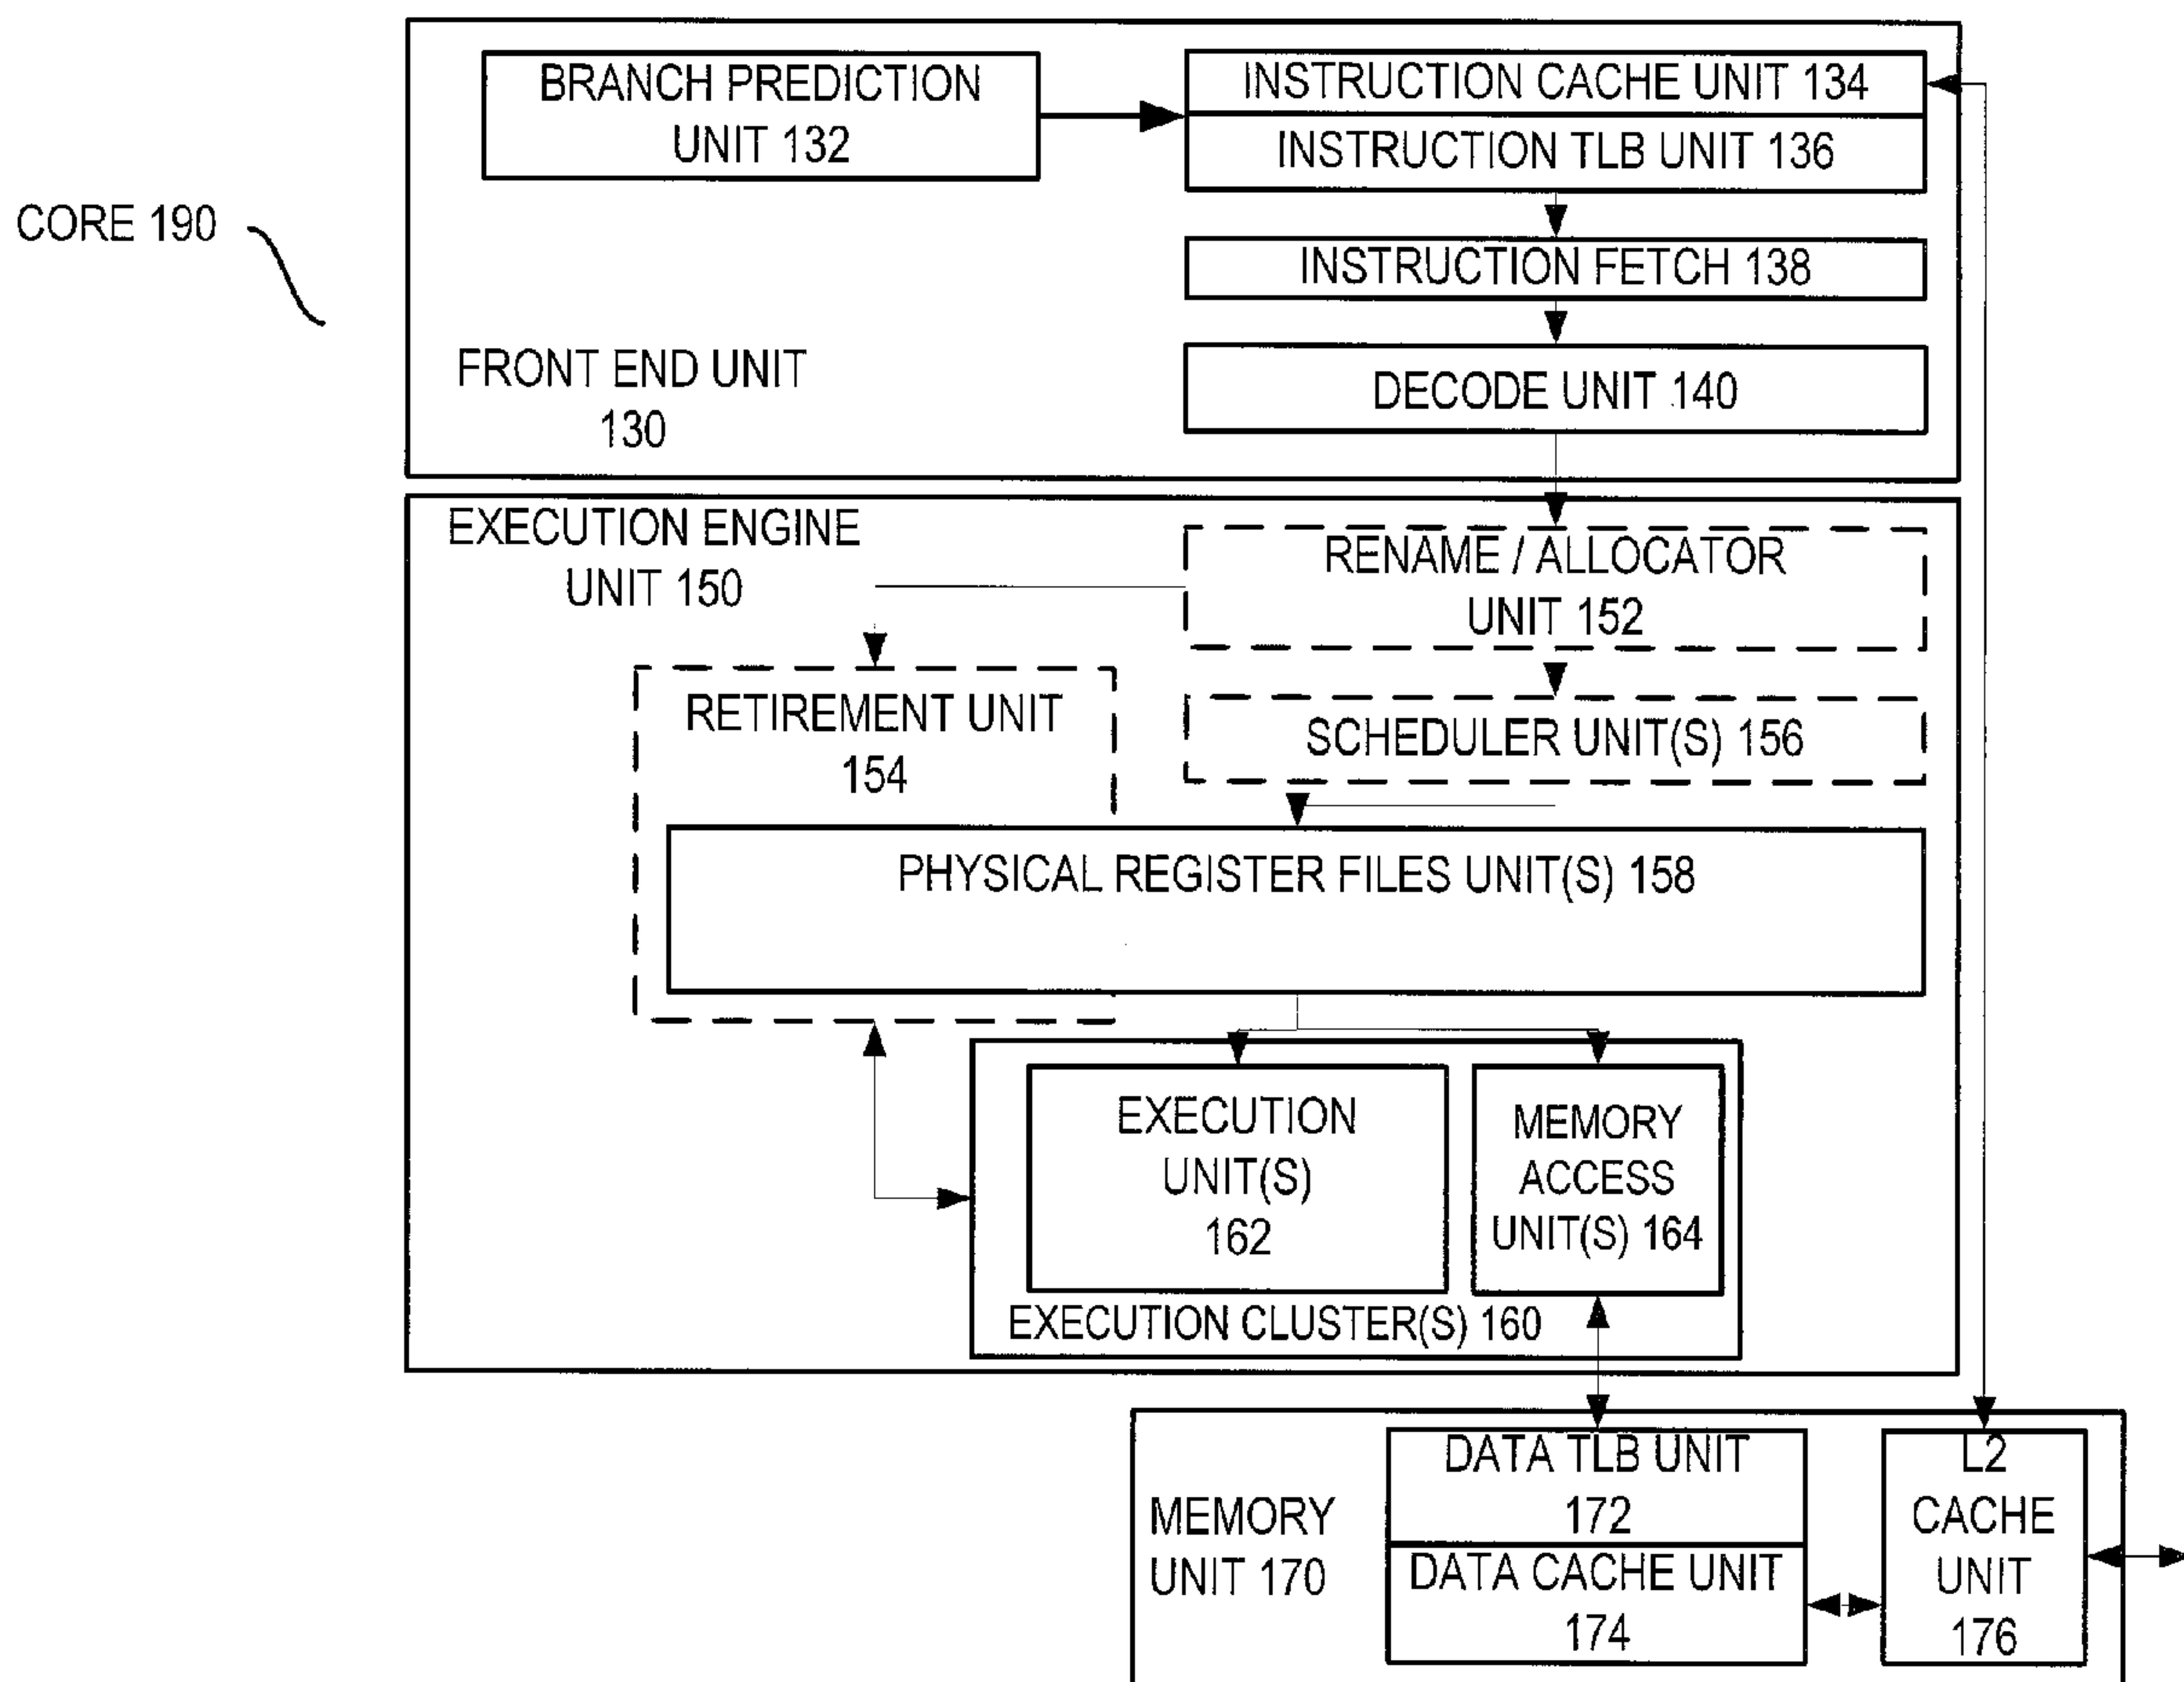 BRANCH PREDICTION
UNIT 132
INSTRUCTION CACHE UNIT 134
INSTRUCTION TLB UNIT 136
CORE 190
INSTRUCTION FETCH 138
FRONT END UNIT
130
DECODE UNIT 140
EXECUTION ENGINE
UNIT 150
RENAME / ALLOCATOR
UNIT 152
RETIREMENT UNIT
154
SCHEDULER UNIT(S) 156
PHYSICAL REGISTER FILES UNIT(S) 158
EXECUTION
UNIT(S)
162
MEMORY
ACCESS
UNIT(S) 164
EXECUTION CLUSTER(S) 160
MEMORY
UNIT 170
DATA TLB UNIT
172
DATA CACHE UNIT
174
L2
CACHE
UNIT
176